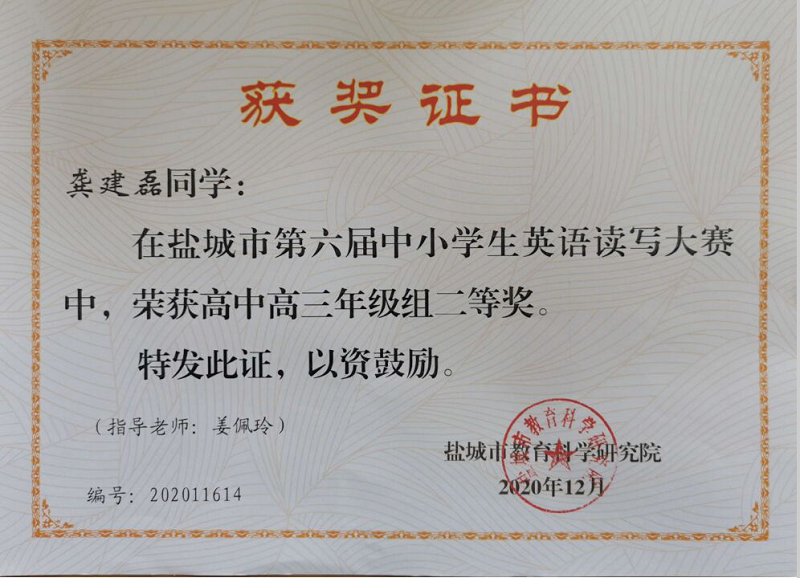 获奖证书
龚建磊同学：
在盐城市第六届中小学生英语读写大赛
中，荣获高中高三年级组二等奖。
特发此证，以资鼓励。
（指导老师：姜佩玲）
盐城市教育科学研究院
2020年12月
编号：202011614